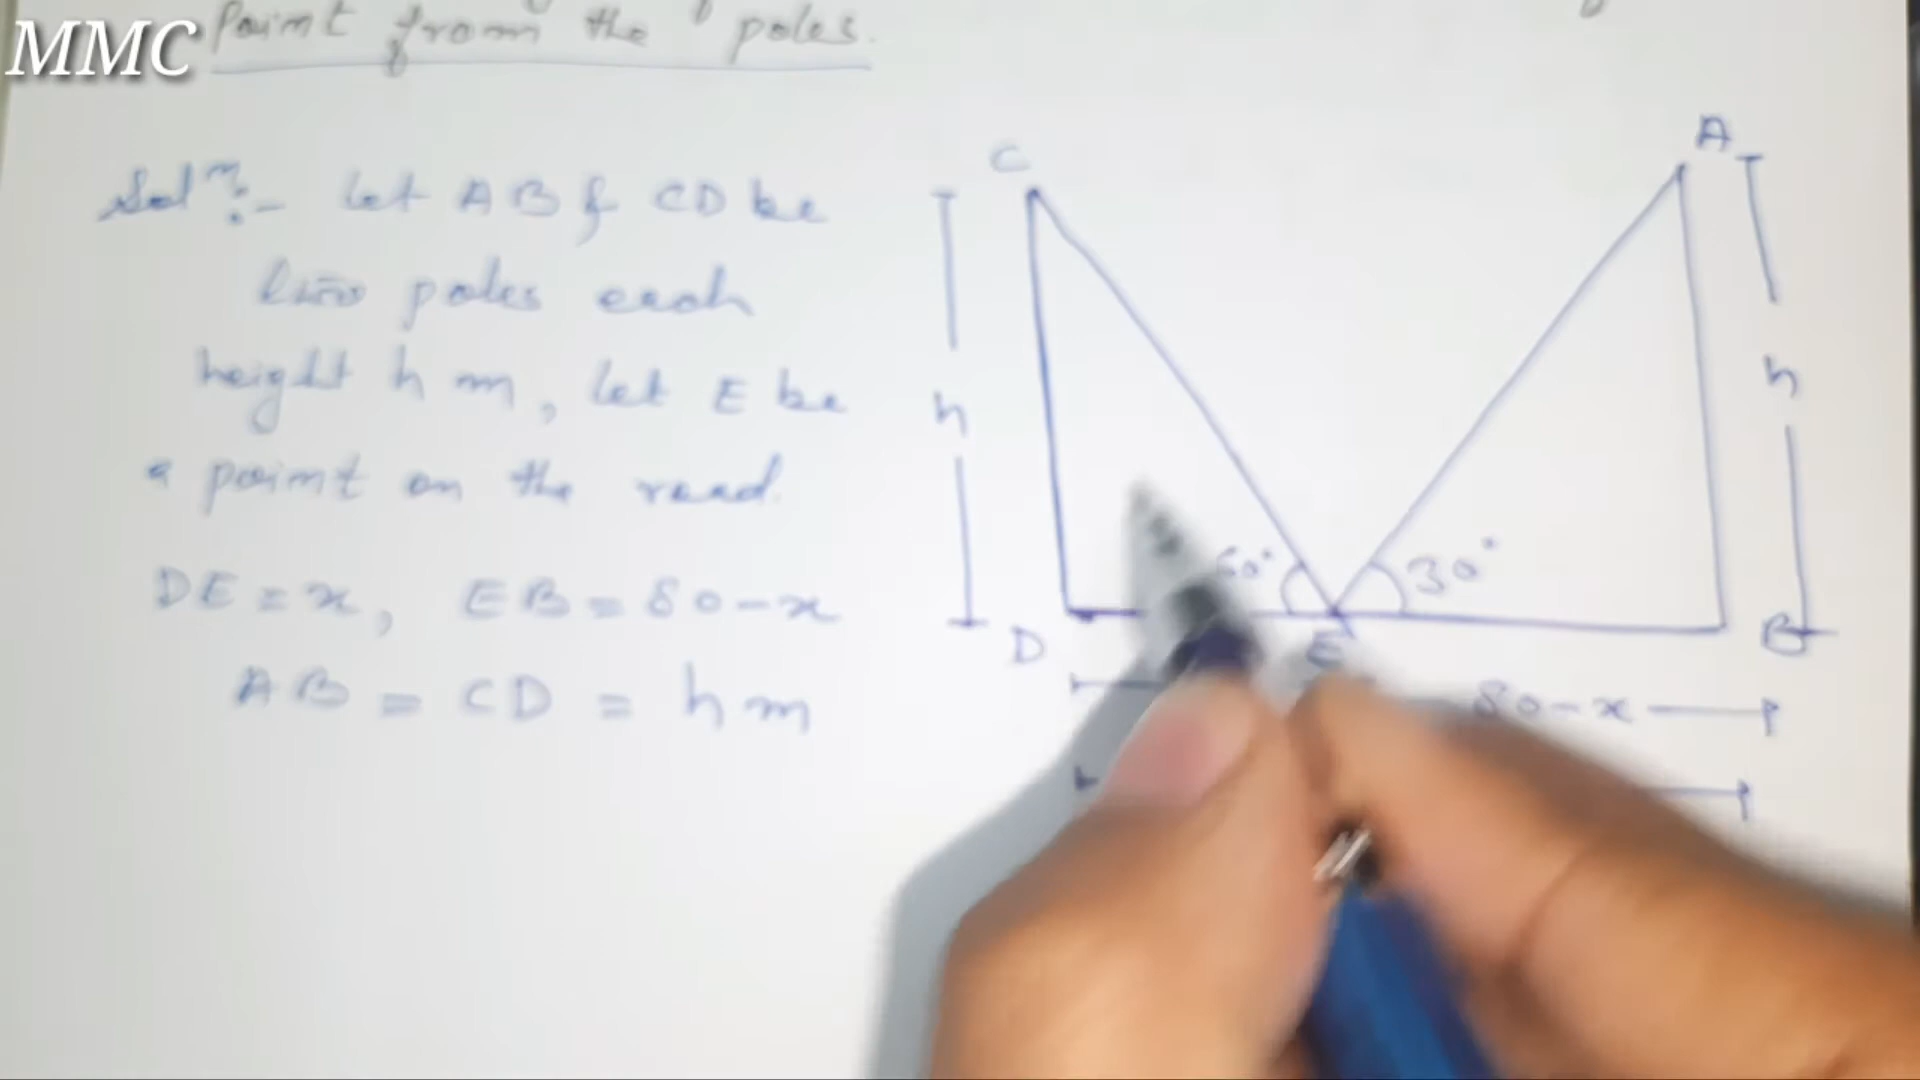 MMC
Point from the poles.
Solⁿ:- Let AB & CD be
two poles each
height h m, let E be
a point on the road.
DE = x, EB = 80-x
AB = CD = h m
C
A
h
h
60°
30°
D
E
B
80-x